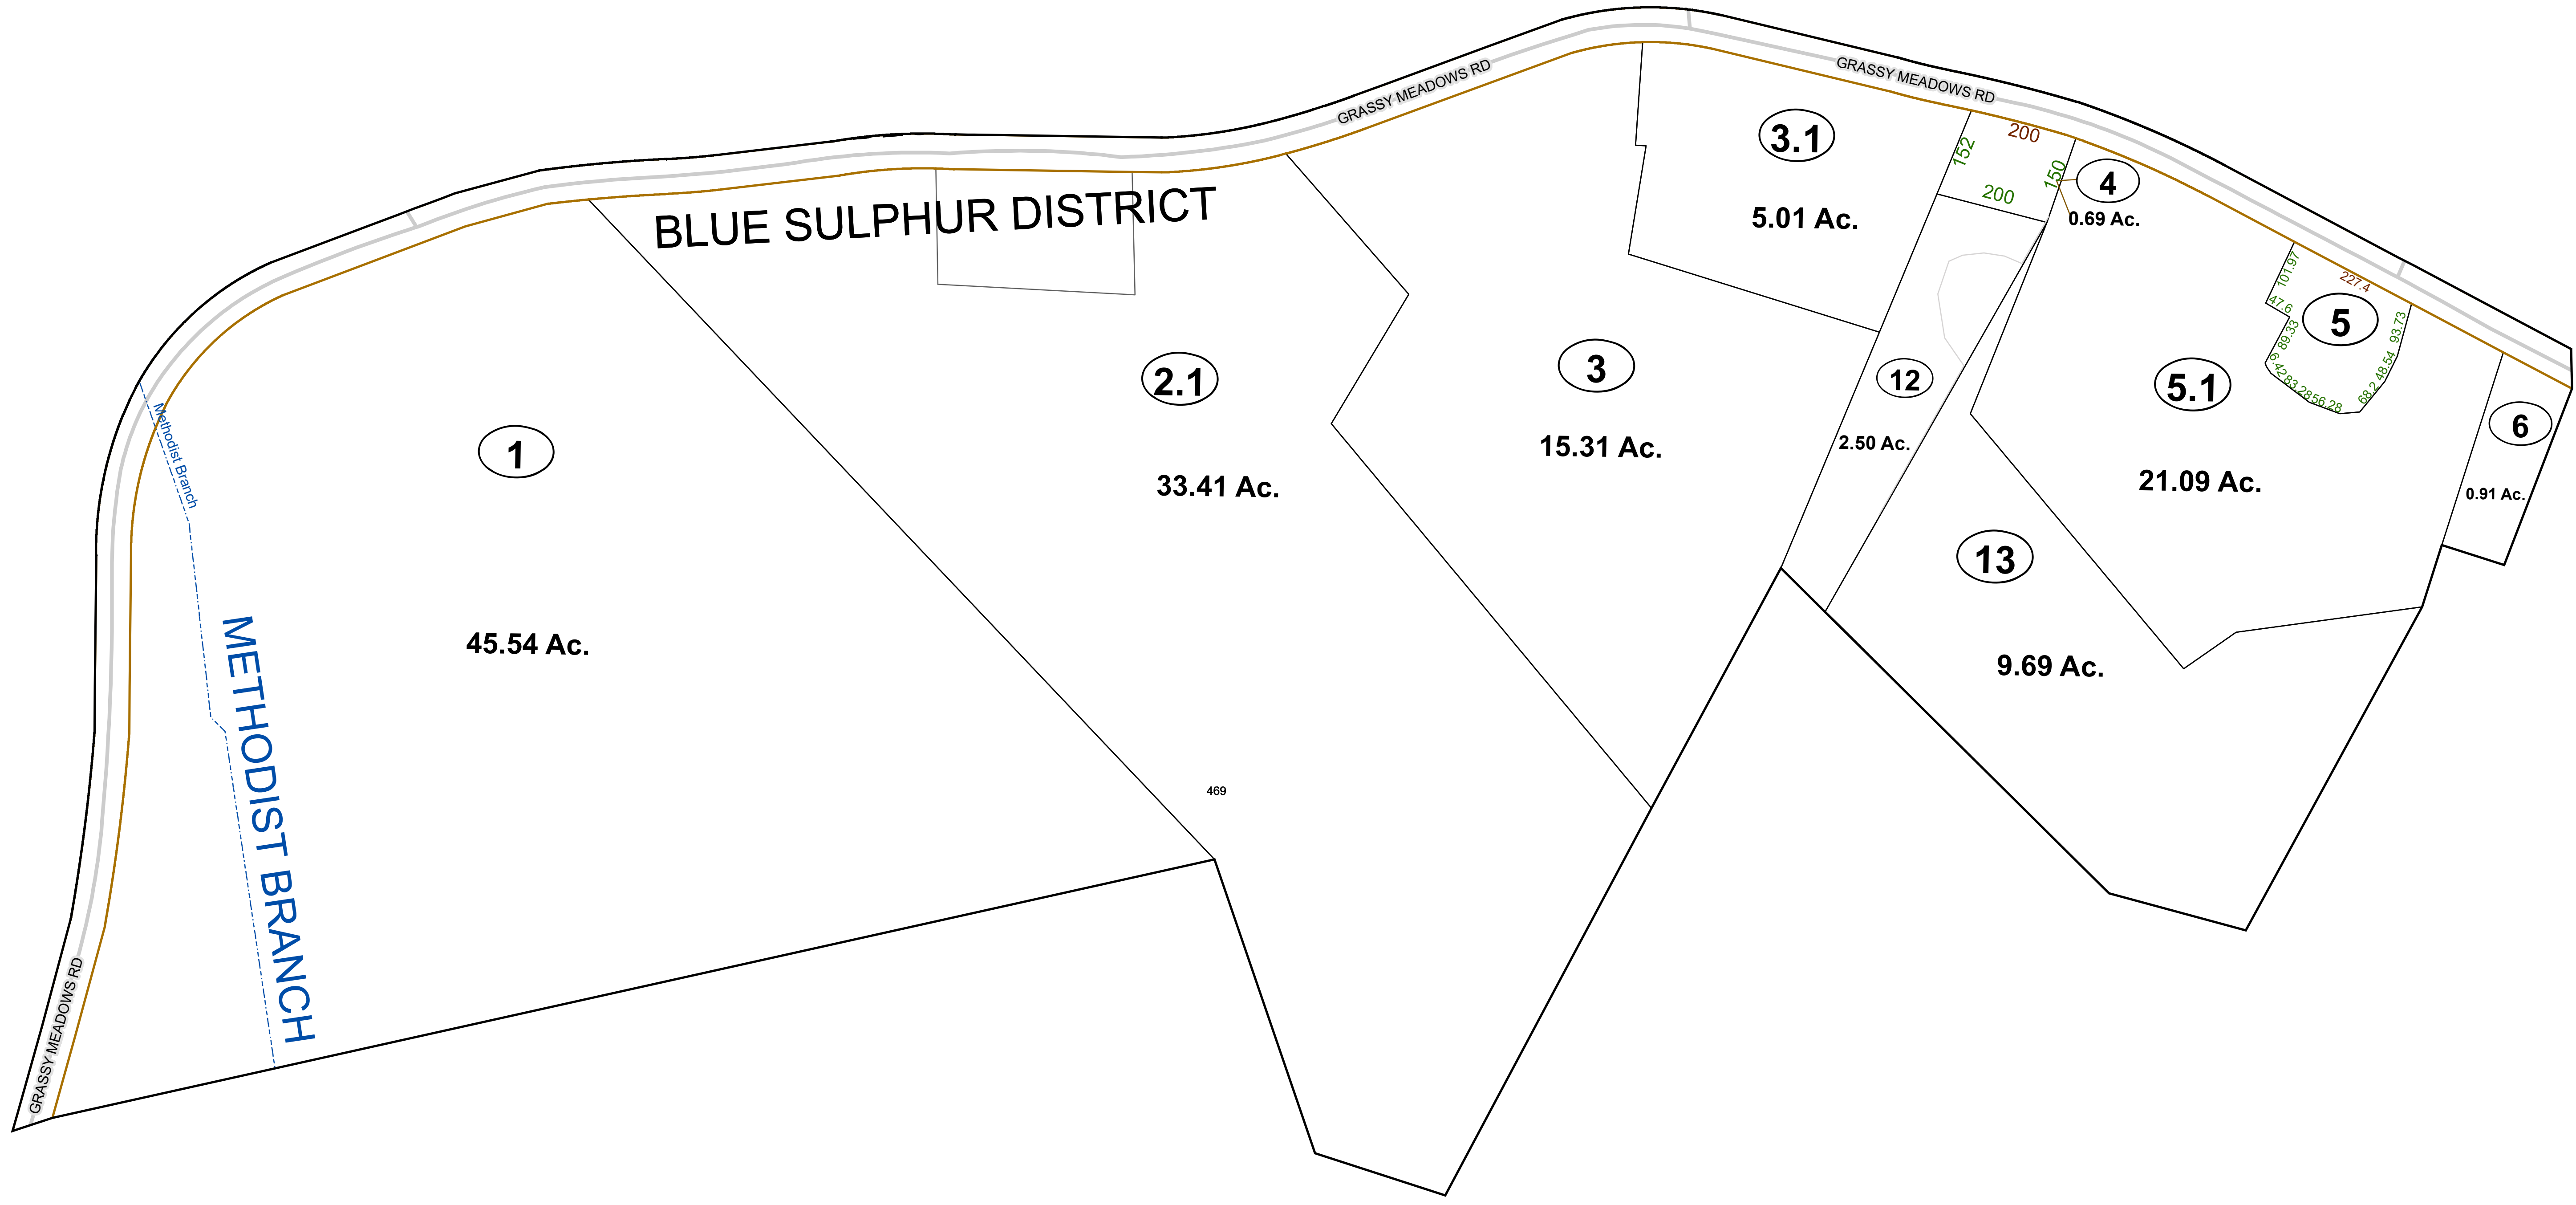 GRASSY MEADOWS RD
GRASSY MEADOWS RD
3.1
5.01 Ac.
152
200
150
200
4
0.69 Ac.
BLUE SULPHUR DISTRICT
101.97
227.4
47.6
5
89.33
93.73
6.42
83.28
56.28
68.2
48.54
2.1
33.41 Ac.
3
15.31 Ac.
12
2.50 Ac.
5.1
21.09 Ac.
6
0.91 Ac.
Methodist Branch
1
45.54 Ac.
13
9.69 Ac.
METHODIST BRANCH
469
GRASSY MEADOWS RD